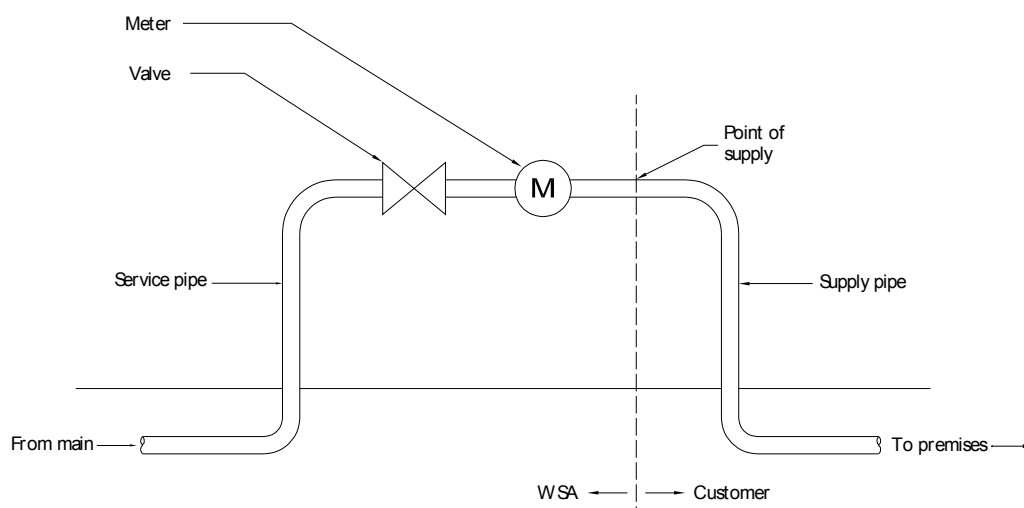 Meter
Valve
Point of
supply
M
Service pipe
Supply pipe
From main
To premises
WSA
Customer